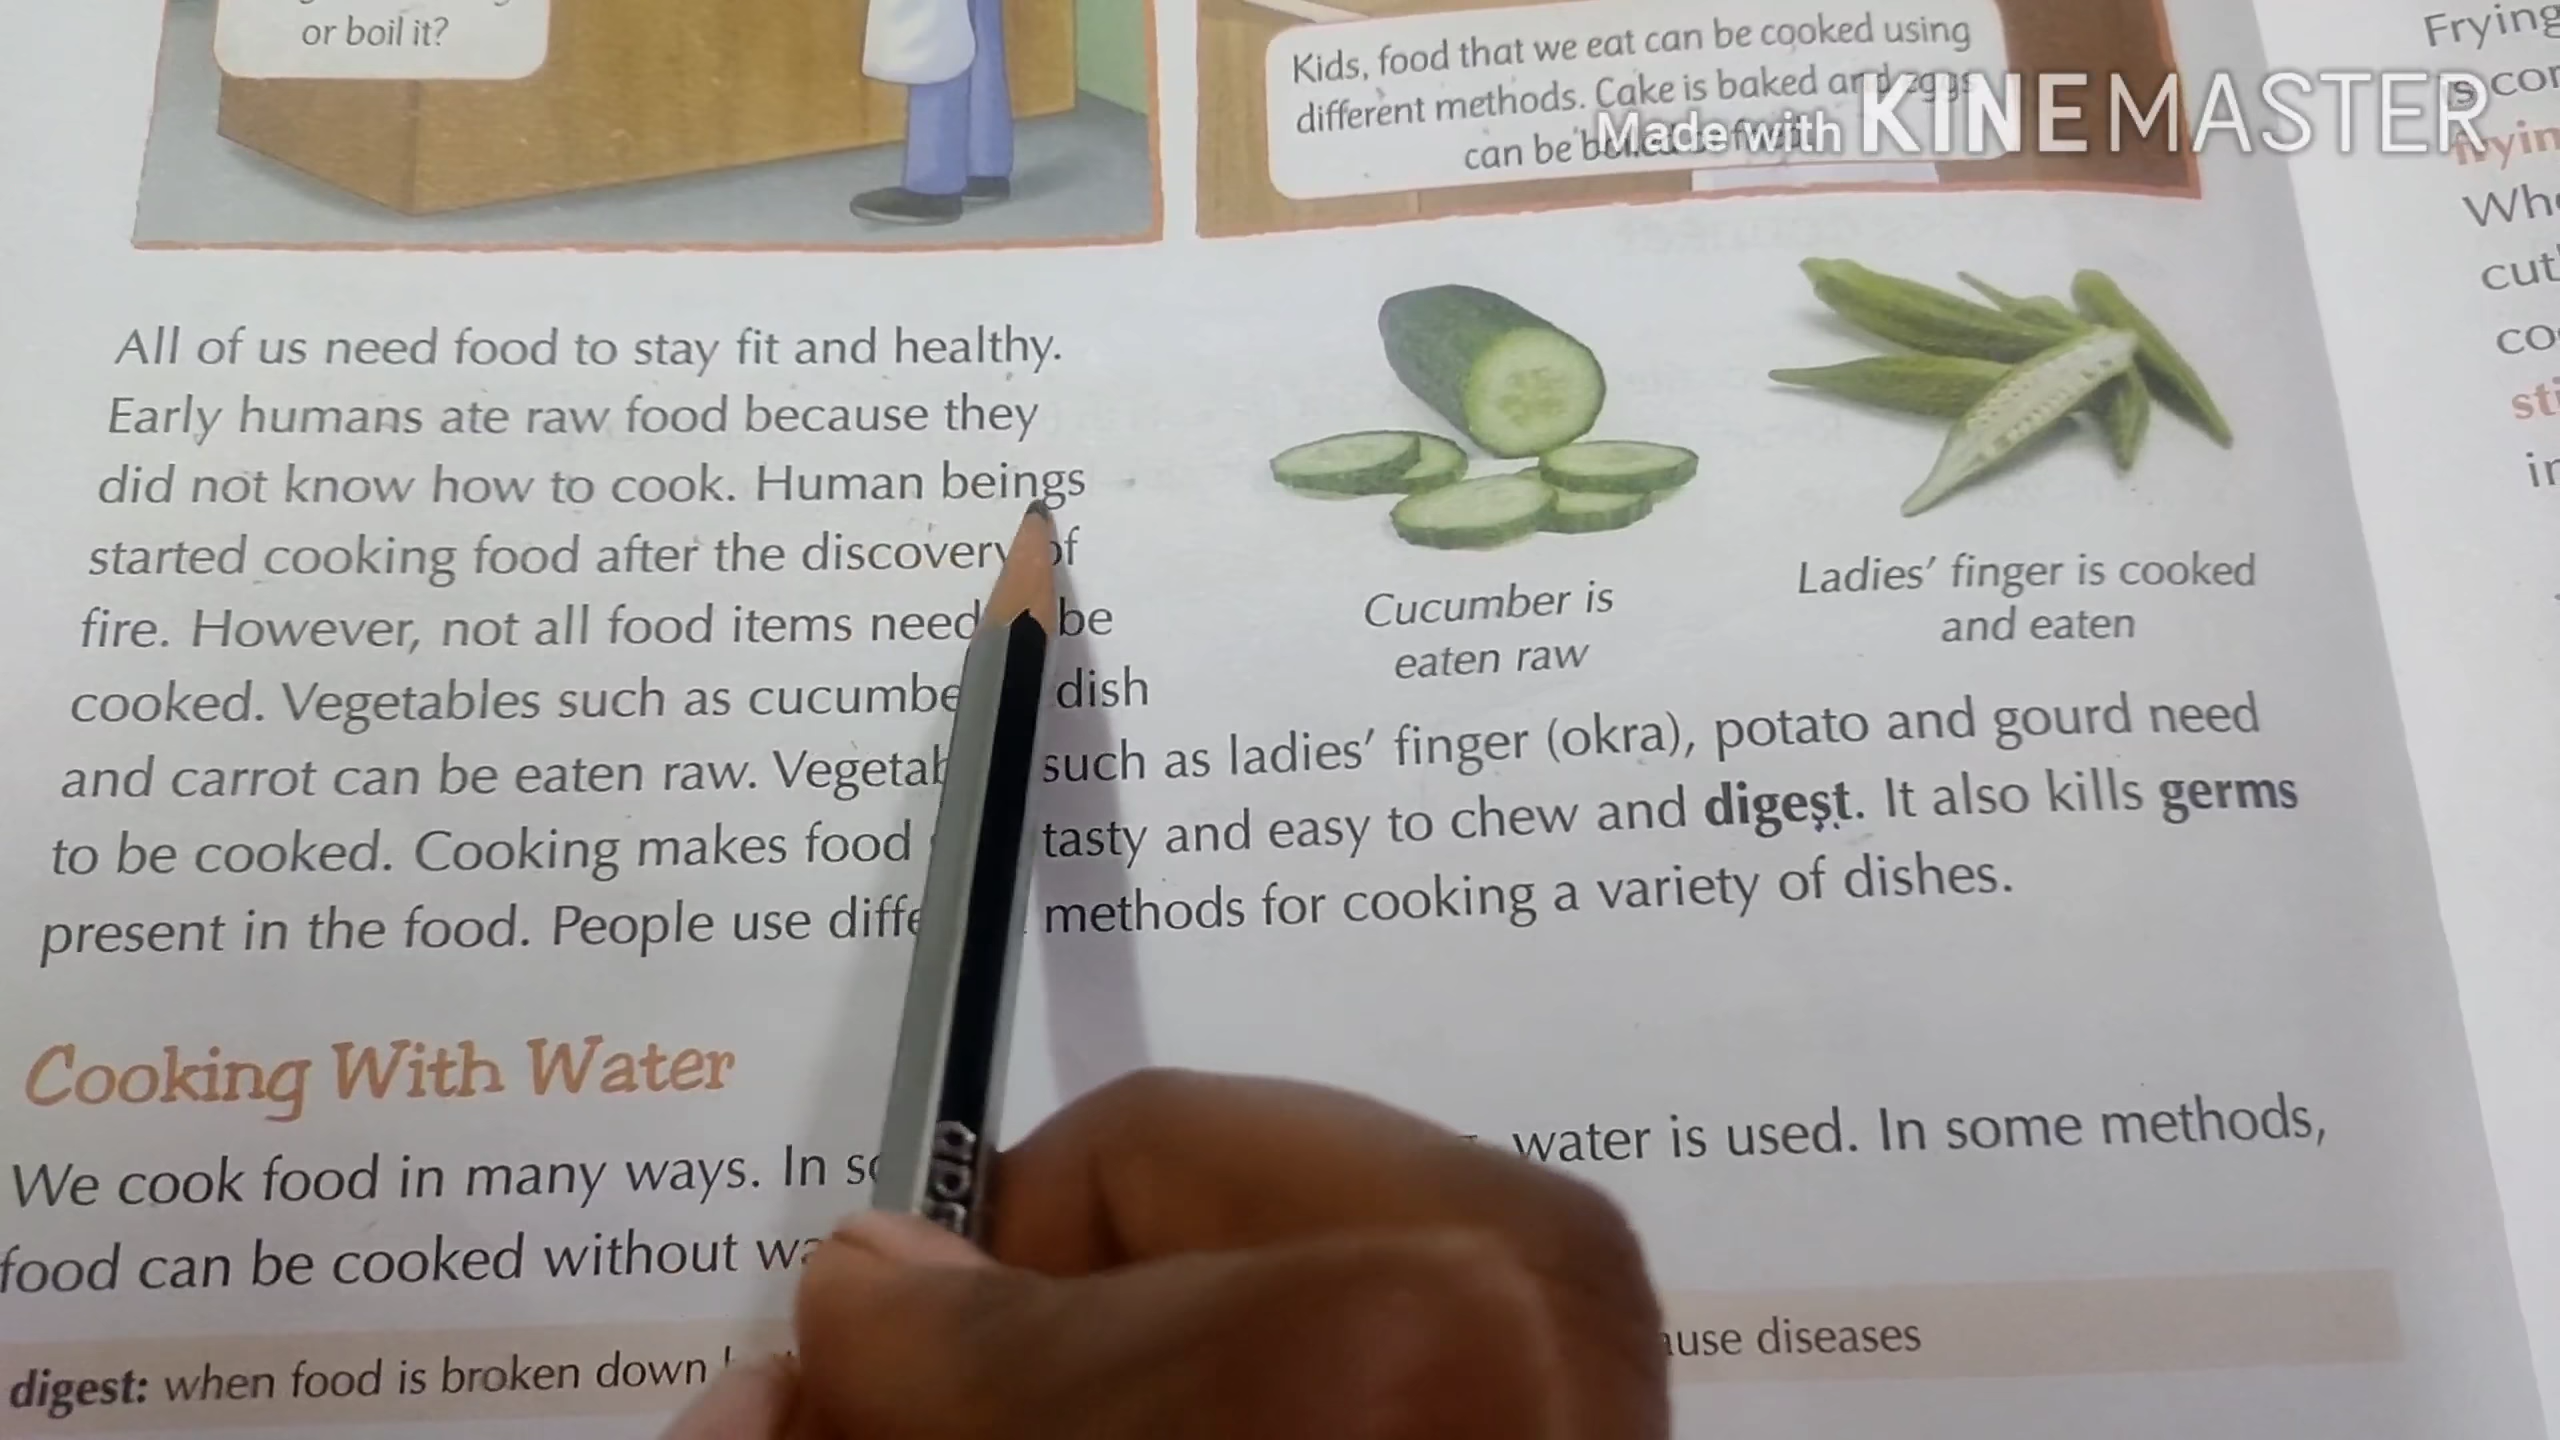 or boil it?
Kids, food that we eat can be cooked using
different methods. Cake is baked and eggs
can be
Made with KINEMASTER
All of us need food to stay fit and healthy.
Early humans ate raw food because they
did not know how to cook. Human beings
started cooking food after the discovery of
fire. However, not all food items need be
cooked. Vegetables such as dish
and carrot can be eaten raw. such as ladies' finger (okra), potato and gourd need
to be cooked. Cooking makes food tasty and easy to chew and digest. It also kills germs
present in the food. People use methods for cooking a variety of dishes.
Cucumber is
eaten raw
Ladies' finger is cooked
and eaten
Cooking With Water
We cook food in many ways. In water is used. In some methods,
food can be cooked without
digest: when food is broken down diseases
Frying